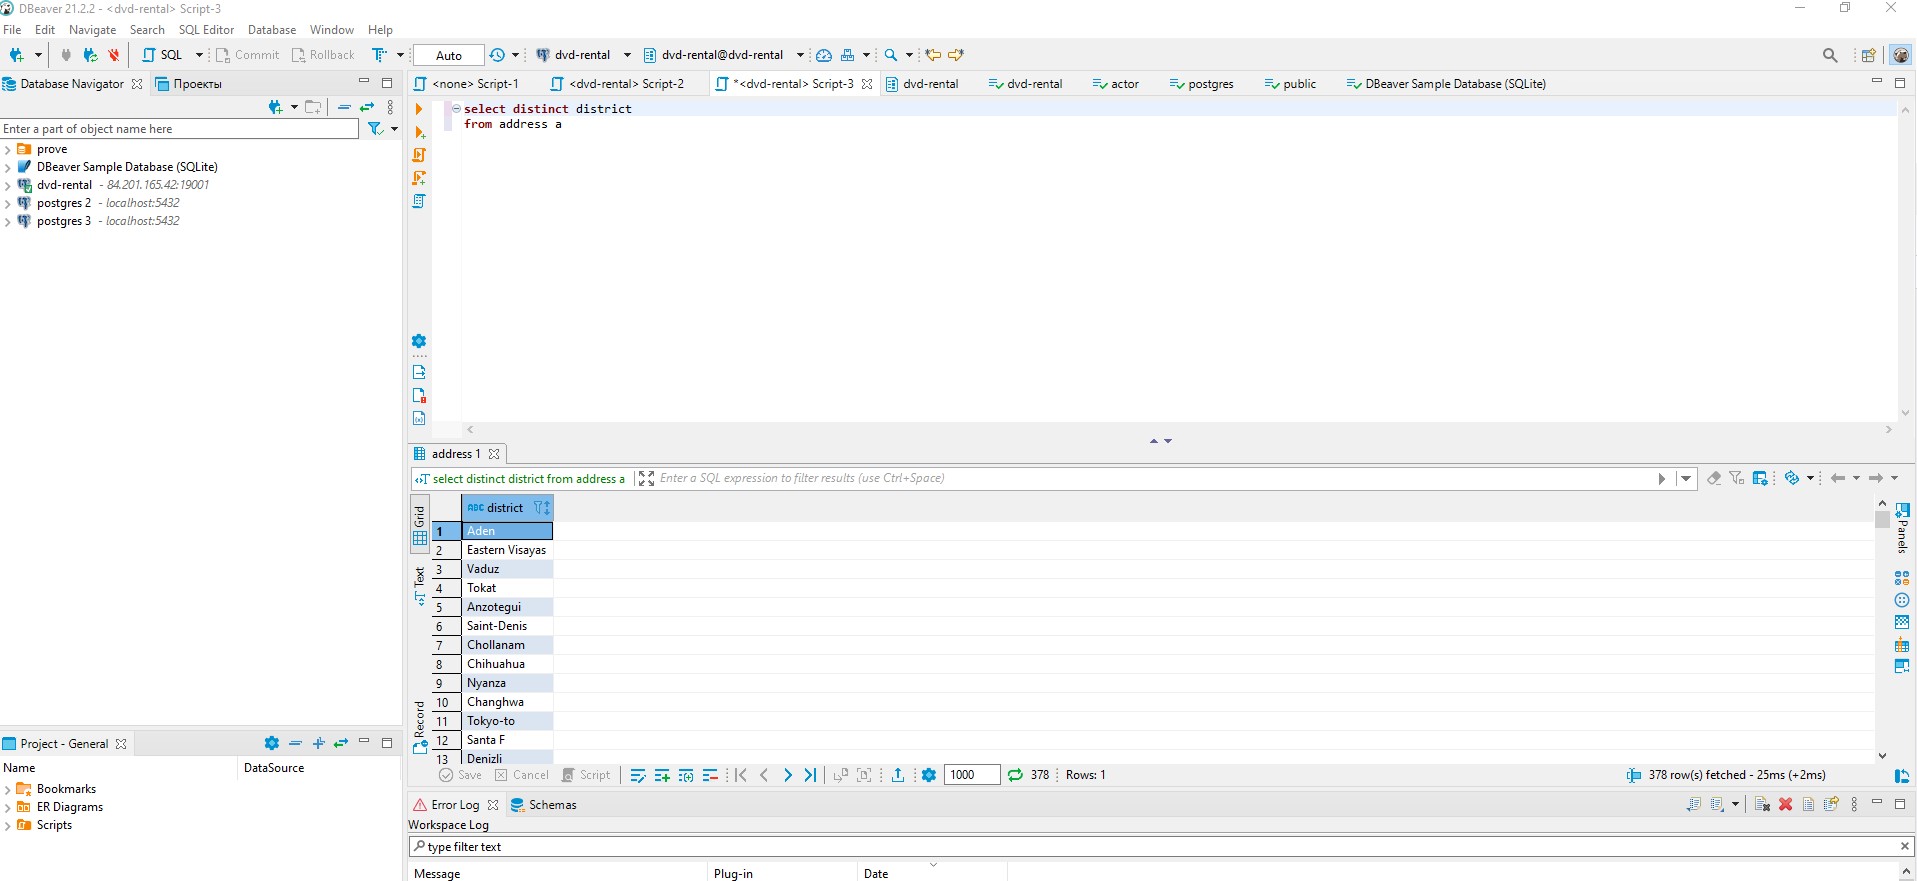 DBeaver 21.2.2 - <dvd-rental> Script-3
File Edit Navigate Search SQL Editor Database Window Help
SQL Commit Rollback T Auto dvd-rental dvd-rental@dvd-rental
Database Navigator Проекты
Enter a part of object name here
prove
DBeaver Sample Database (SQLite)
dvd-rental - 84.201.165.42:19001
postgres 2 - localhost:5432
postgres 3 - localhost:5432
<none> Script-1 <dvd-rental> Script-2 *<dvd-rental> Script-3 dvd-rental dvd-rental actor postgres public DBeaver Sample Database (SQLite)
select distinct district
from address a
address 1
select distinct district from address a Enter a SQL expression to filter results (use Ctrl+Space)
Grid
Text
Record
Panels
ABC district
1 Aden
2 Eastern Visayas
3 Vaduz
4 Tokat
5 Anzotegui
6 Saint-Denis
7 Chollanam
8 Chihuahua
9 Nyanza
10 Changhwa
11 Tokyo-to
12 Santa F
13 Denizli
Save Cancel Script 1000 378 Rows: 1 378 row(s) fetched - 25ms (+2ms)
Project - General
Name DataSource
Bookmarks
ER Diagrams
Scripts
Error Log Schemas
Workspace Log
type filter text
Message Plug-in Date